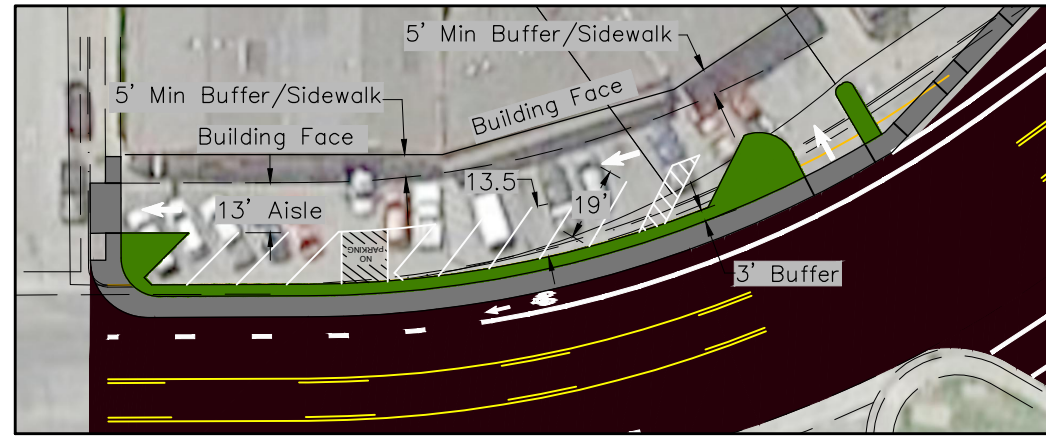 5' Min Buffer/Sidewalk
5' Min Buffer/Sidewalk
Building Face
Building Face
13.5
19'
13' Aisle
NO
PARKING
3' Buffer